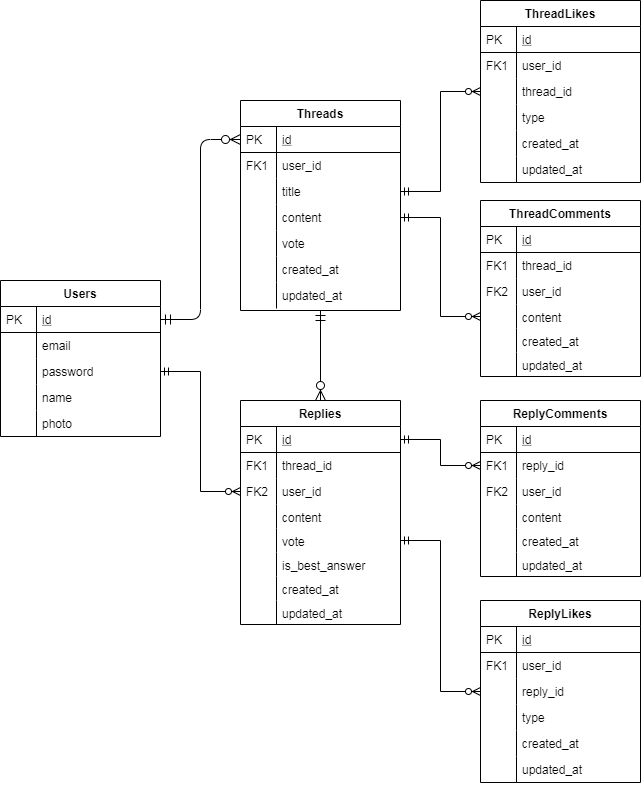 ThreadLikes
PK id
FK1 user_id
thread_id
type
created_at
updated_at
Threads
PK id
FK1 user_id
title
content
vote
created_at
updated_at
ThreadComments
PK id
FK1 thread_id
FK2 user_id
content
created_at
updated_at
Users
PK id
email
password
name
photo
Replies
PK id
FK1 thread_id
FK2 user_id
content
vote
is_best_answer
created_at
updated_at
ReplyComments
PK id
FK1 reply_id
FK2 user_id
content
created_at
updated_at
ReplyLikes
PK id
FK1 user_id
reply_id
type
created_at
updated_at